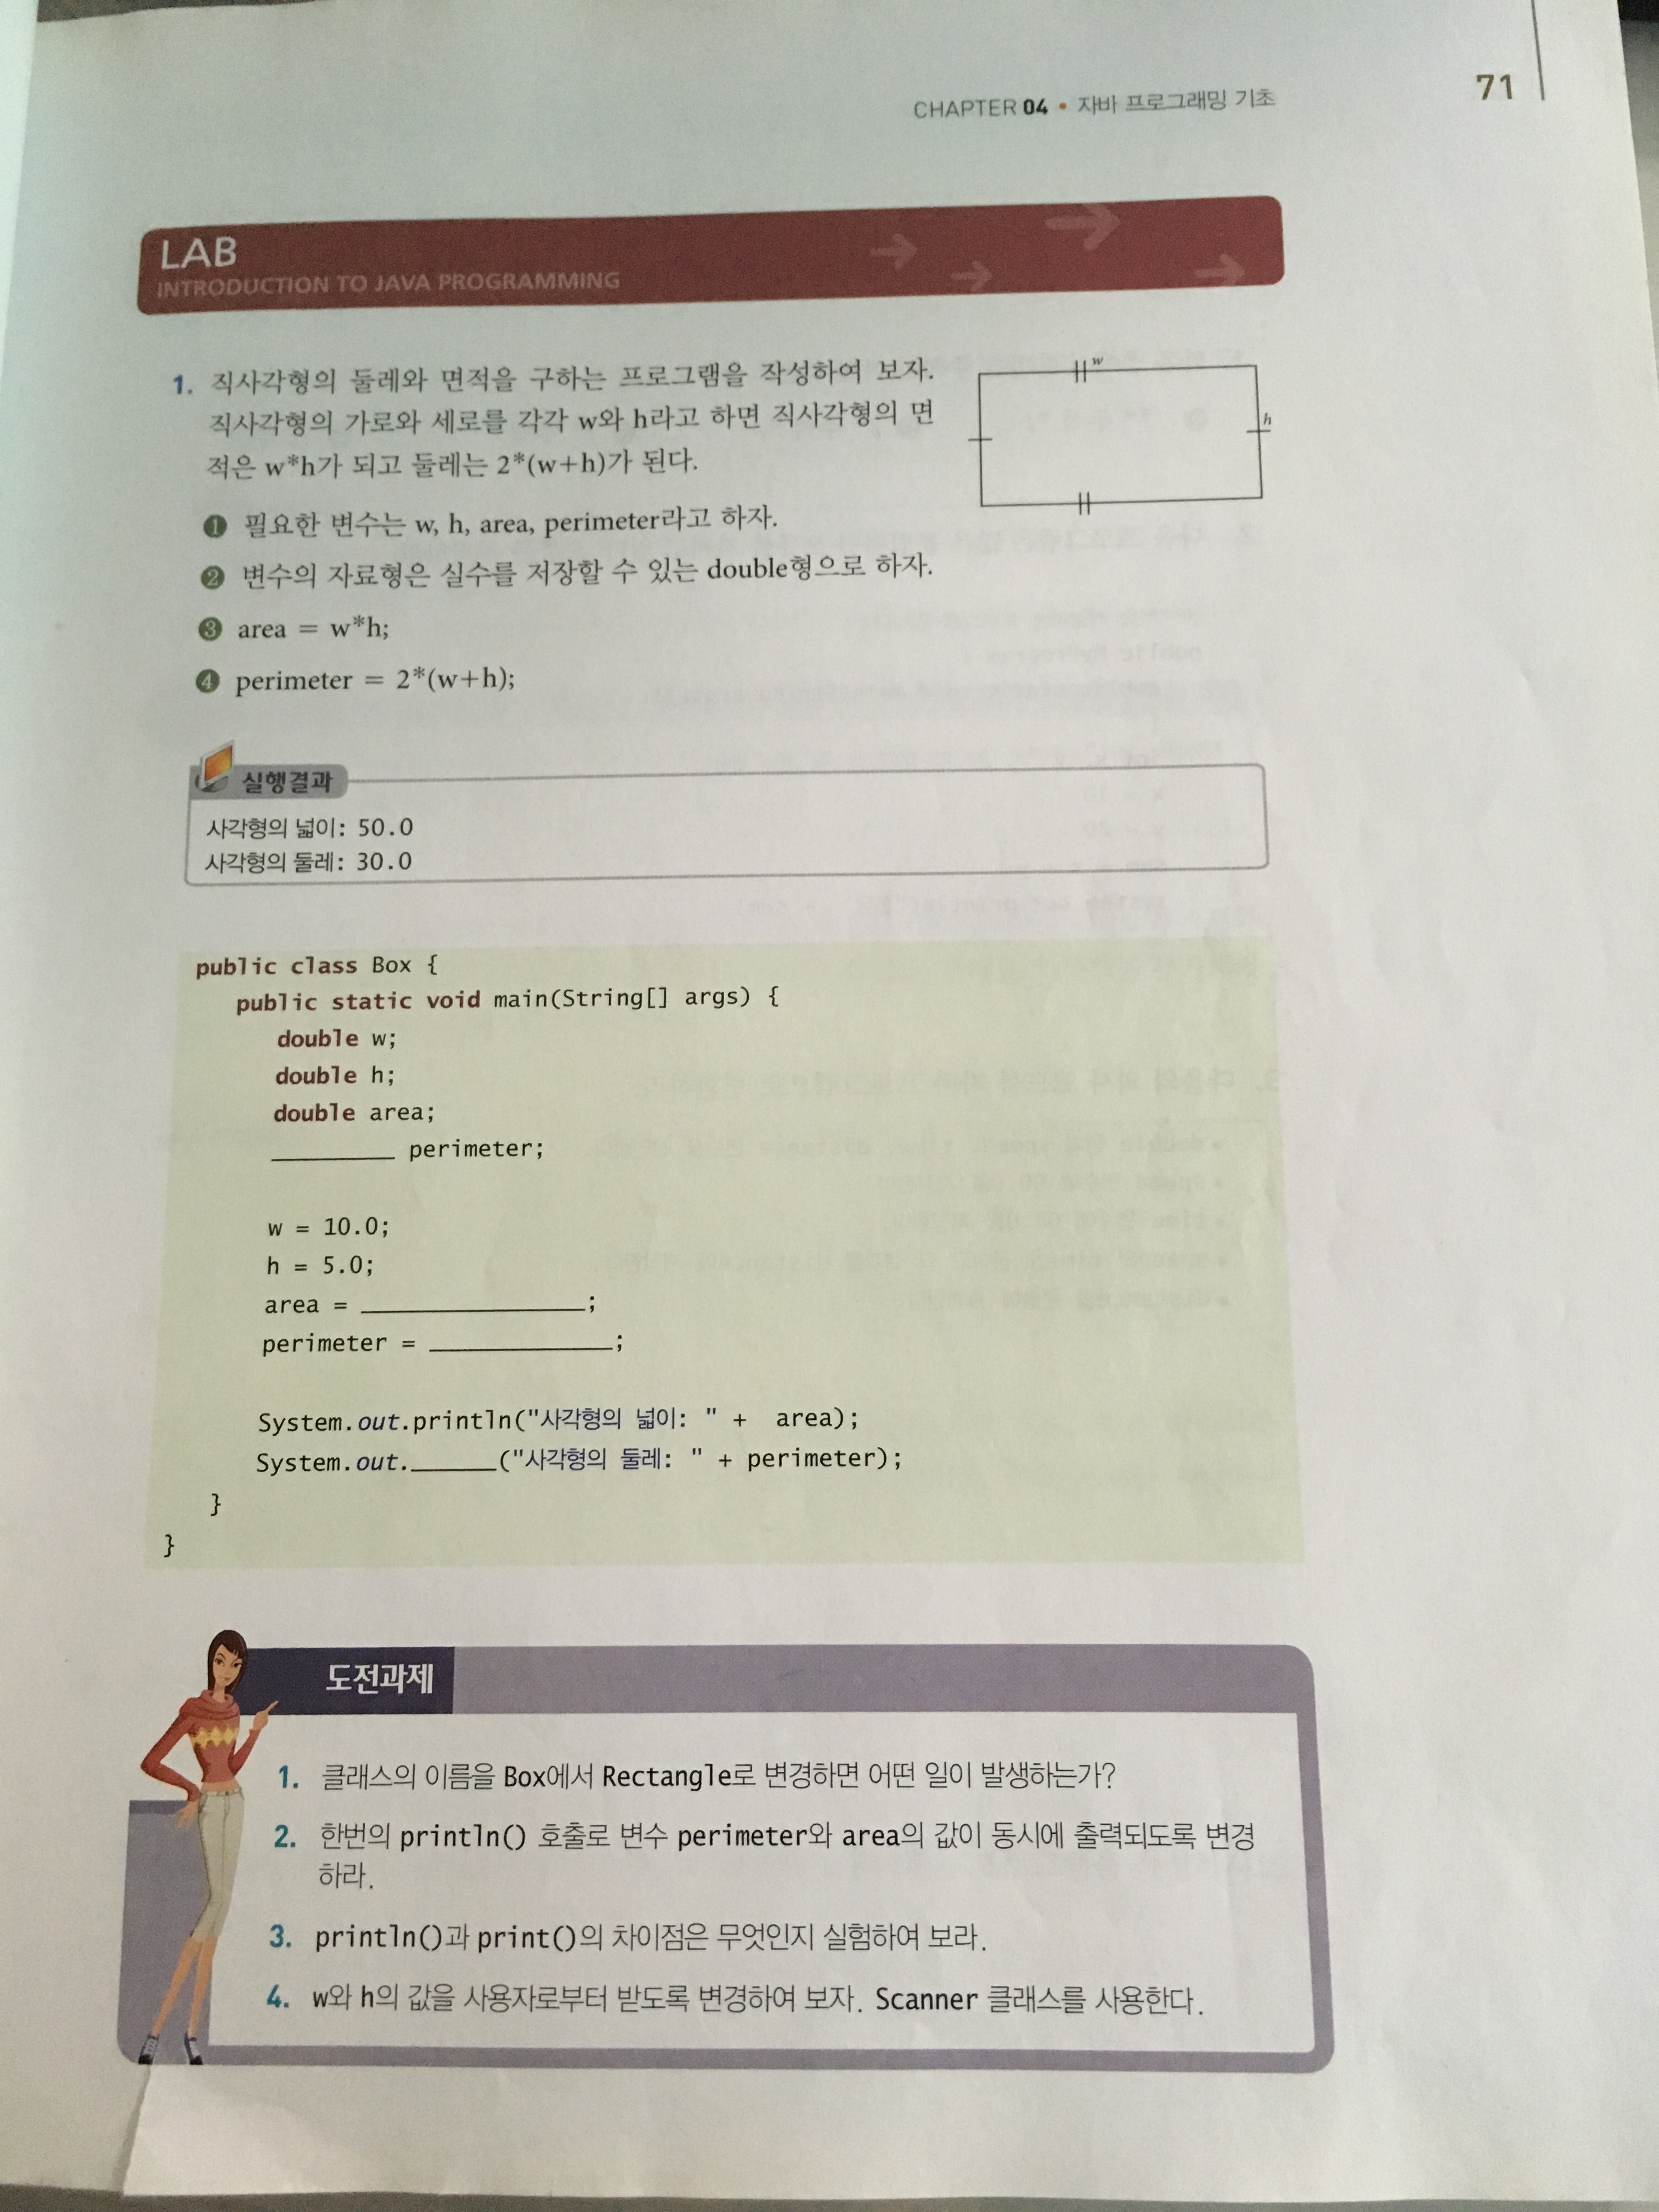 CHAPTER 04 • 자바 프로그래밍 기초
71
LAB
INTRODUCTION TO JAVA PROGRAMMING
1. 직사각형의 둘레와 면적을 구하는 프로그램을 작성하여 보자.
직사각형의 가로와 세로를 각각 w와 h라고 하면 직사각형의 면
적은 w*h가 되고 둘레는 2*(w+h)가 된다.
w
h
❶ 필요한 변수는 w, h, area, perimeter라고 하자.
❷ 변수의 자료형은 실수를 저장할 수 있는 double형으로 하자.
❸ area = w*h;
❹ perimeter = 2*(w+h);
실행결과
사각형의 넓이: 50.0
사각형의 둘레: 30.0
public class Box {
public static void main(String[] args) {
double w;
double h;
double area;
_________ perimeter;
w = 10.0;
h = 5.0;
area = ________________;
perimeter = _____________;
System.out.println("사각형의 넓이: " + area);
System.out.______("사각형의 둘레: " + perimeter);
}
}
도전과제
1. 클래스의 이름을 Box에서 Rectangle로 변경하면 어떤 일이 발생하는가?
2. 한번의 println() 호출로 변수 perimeter와 area의 값이 동시에 출력되도록 변경
하라.
3. println()과 print()의 차이점은 무엇인지 실험하여 보라.
4. w와 h의 값을 사용자로부터 받도록 변경하여 보자. Scanner 클래스를 사용한다.